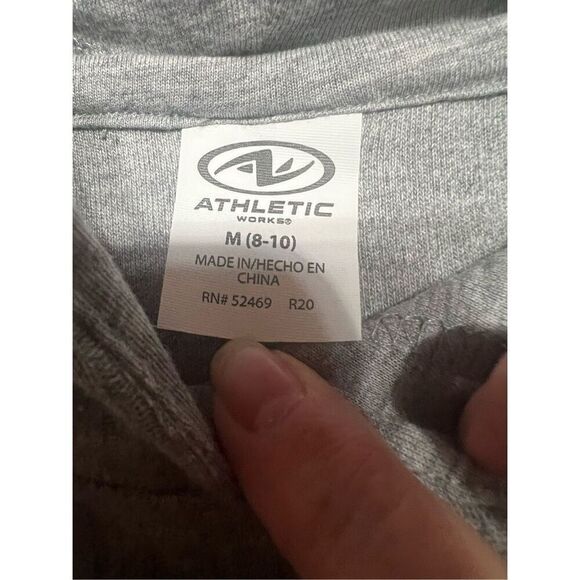 ATHLETIC
WORKS®
M (8-10)
MADE IN/HECHO EN
CHINA
RN# 52469 R20